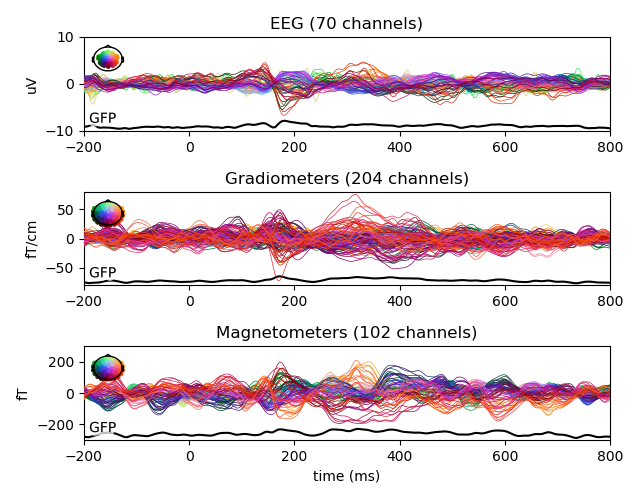 EEG (70 channels)
10
0
−10
uV
GFP
−200 0 200 400 600 800
Gradiometers (204 channels)
50
0
−50
fT/cm
GFP
−200 0 200 400 600 800
Magnetometers (102 channels)
200
0
−200
fT
GFP
−200 0 200 400 600 800
time (ms)